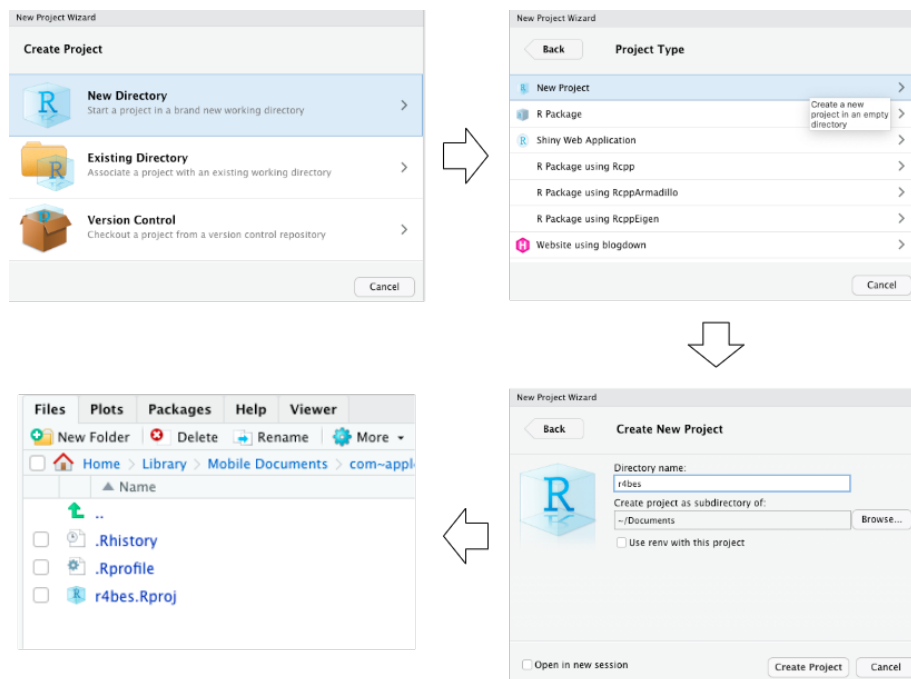 New Project Wizard
Create Project
New Directory
Start a project in a brand new working directory
Existing Directory
Associate a project with an existing working directory
Version Control
Checkout a project from a version control repository
Cancel
New Project Wizard
Back
Project Type
New Project
Create a new
project in an empty
directory
R Package
Shiny Web Application
R Package using Rcpp
R Package using RcppArmadillo
R Package using RcppEigen
Website using blogdown
Cancel
New Project Wizard
Back
Create New Project
Directory name:
r4bes
Create project as subdirectory of:
~/Documents
Browse...
Use renv with this project
Open in new session
Create Project
Cancel
Files Plots Packages Help Viewer
New Folder Delete Rename More
Home Library Mobile Documents com~appl
Name
..
.Rhistory
.Rprofile
r4bes.Rproj